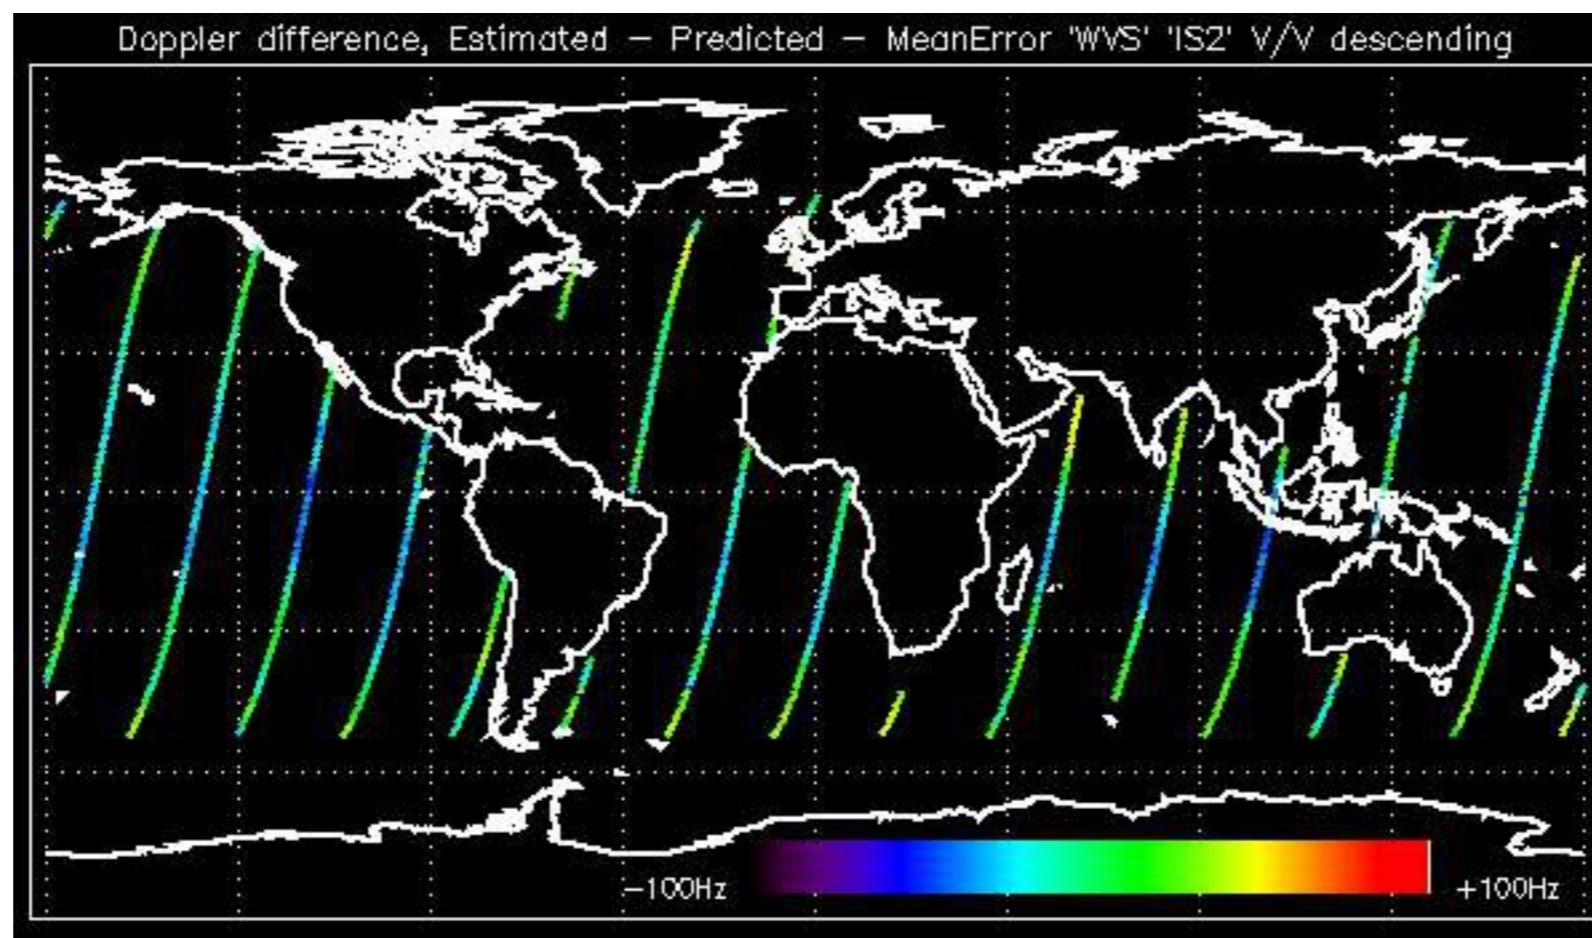 Doppler difference, Estimated – Predicted – MeanError 'WVS' 'IS2' V/V descending
−100Hz
+100Hz